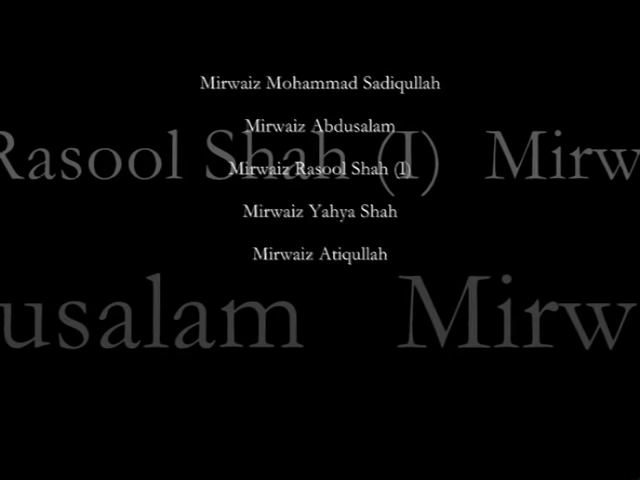 Mirwaiz Mohammad Sadiqullah
Mirwaiz Abdusalam
Rasool Shah (I) Mirw
Mirwaiz Rasool Shah (I)
Mirwaiz Yahya Shah
Mirwaiz Atiqullah
usalam Mirw